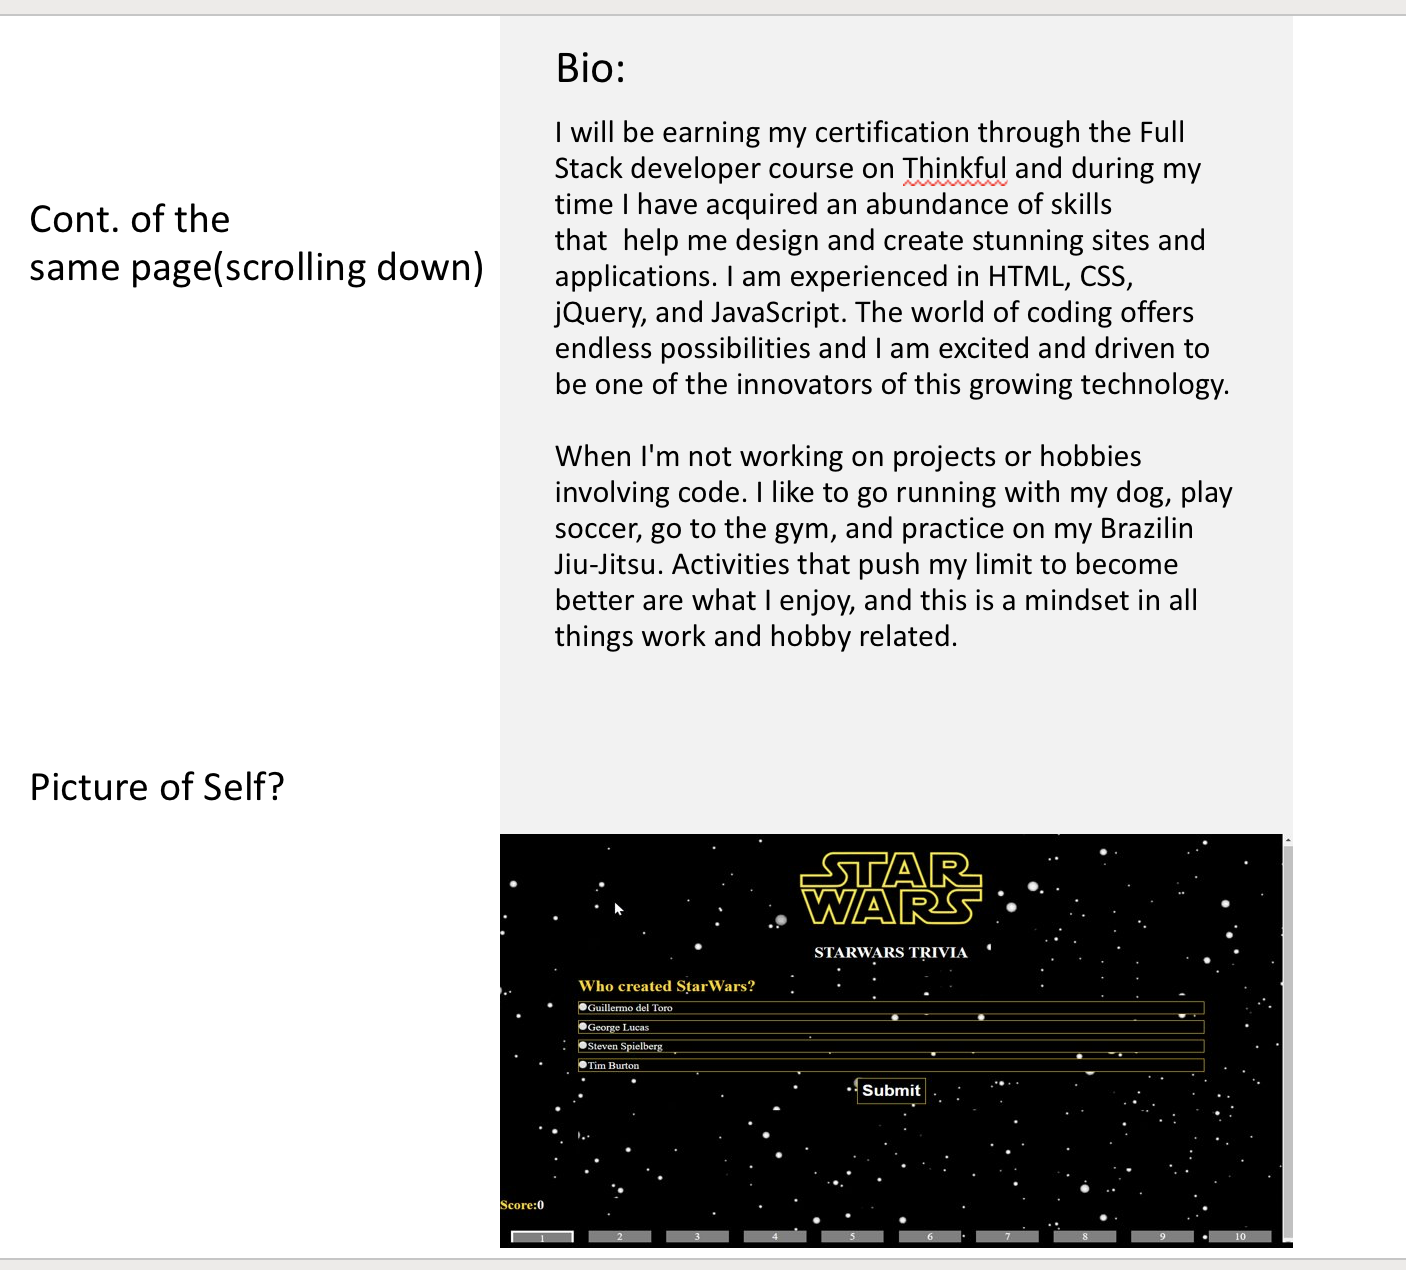 Bio:
I will be earning my certification through the Full
Stack developer course on Thinkful and during my
time I have acquired an abundance of skills
that  help me design and create stunning sites and
applications. I am experienced in HTML, CSS,
jQuery, and JavaScript. The world of coding offers
endless possibilities and I am excited and driven to
be one of the innovators of this growing technology.
When I'm not working on projects or hobbies
involving code. I like to go running with my dog, play
soccer, go to the gym, and practice on my Brazilin
Jiu-Jitsu. Activities that push my limit to become
better are what I enjoy, and this is a mindset in all
things work and hobby related.
Cont. of the
same page(scrolling down)
Picture of Self?
STAR
WARS
STARWARS TRIVIA
Who created StarWars?
Guillermo del Toro
George Lucas
Steven Spielberg
Tim Burton
Submit
Score:0
1 2 3 4 5 6 7 8 9 10